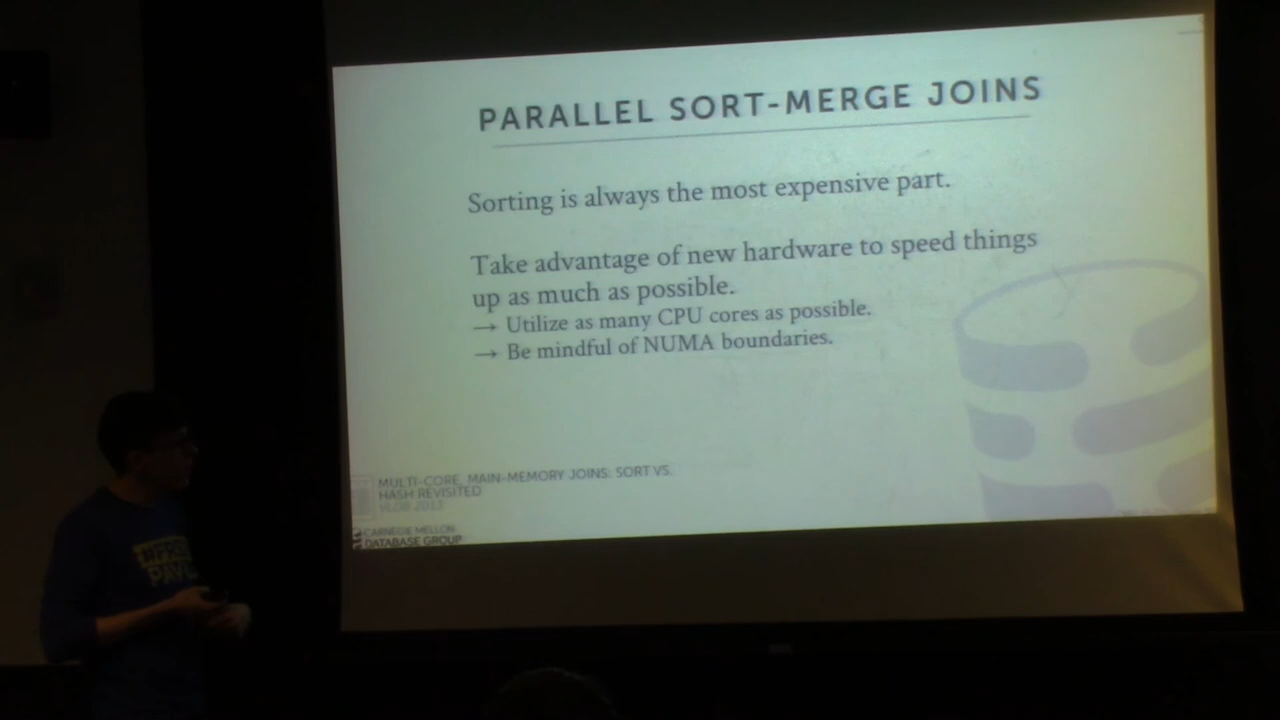 PARALLEL SORT-MERGE JOINS
Sorting is always the most expensive part.
Take advantage of new hardware to speed things
up as much as possible.
→ Utilize as many CPU cores as possible.
→ Be mindful of NUMA boundaries.
MULTI-CORE, MAIN-MEMORY JOINS: SORT VS.
HASH REVISITED
VLDB 2013
CARNEGIE MELLON
DATABASE GROUP